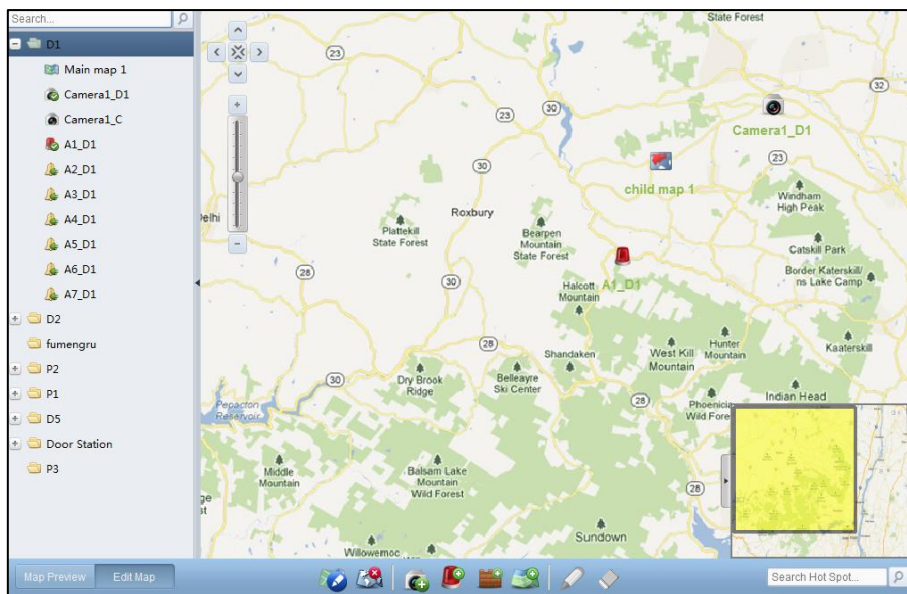 Search...
D1
Main map 1
Camera1_D1
Camera1_C
A1_D1
A2_D1
A3_D1
A4_D1
A5_D1
A6_D1
A7_D1
D2
fumengru
P2
P1
D5
Door Station
P3
State Forest
23
32
30
23
Camera1_D1
23
child map 1
30
Windham
High Peak
Roxbury
elhi
Plattekill
State Forest
Bearpen
Mountain
State Forest
Catskill Park
A1_D1
Border Katerskill/
ns Lake Camp
28
30
Halcott
Mountain
28
Shandaken
West Kill
Mountain
Hunter
Mountain
Kaaterskill
30
Dry Brook
Ridge
Belleayre
Ski Center
Pepacton
Reservoir
28
Phoenicia
Wild Fore
Indian Head
Middle
Mountain
Balsam Lake
Mountain
Wild Forest
28
ge
st
Sundown
Willowemoc
Map Preview
Edit Map
Search Hot Spot...